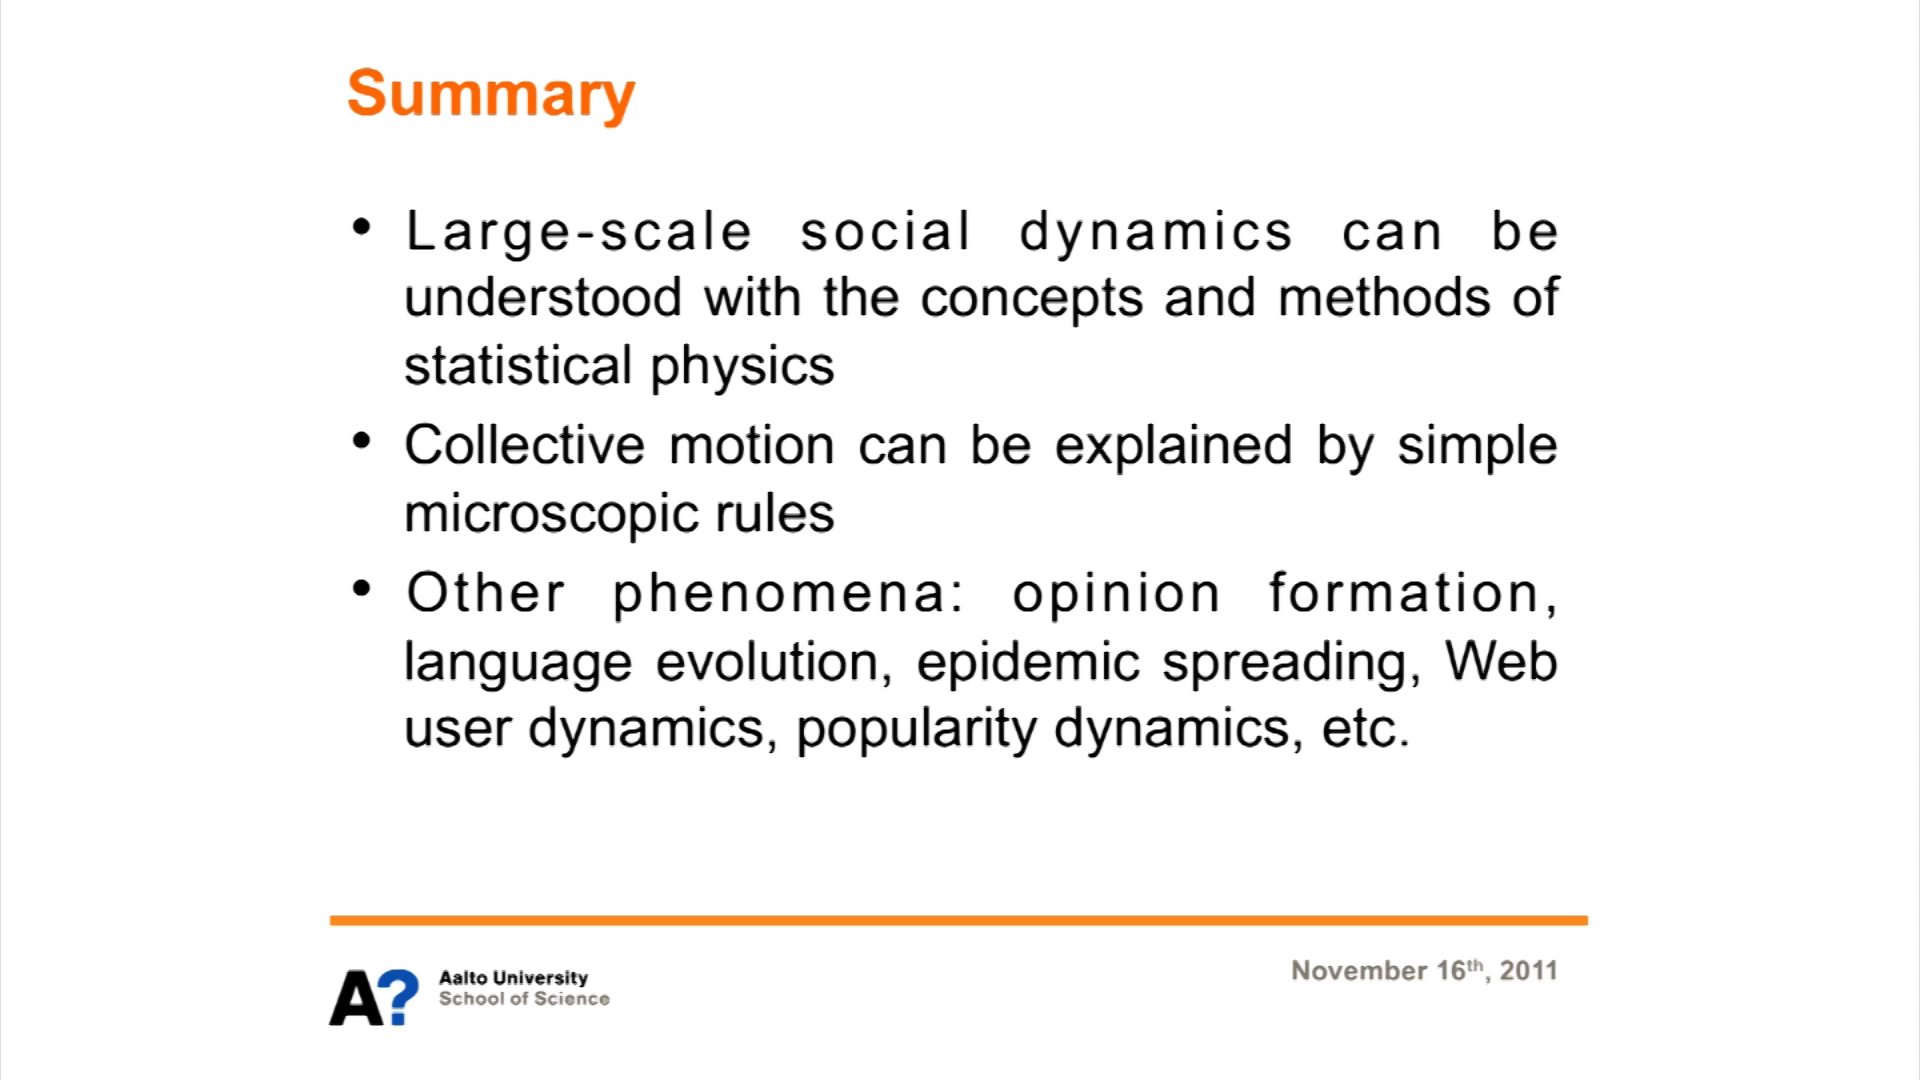 Summary
• Large-scale social dynamics can be
understood with the concepts and methods of
statistical physics
• Collective motion can be explained by simple
microscopic rules
• Other phenomena: opinion formation,
language evolution, epidemic spreading, Web
user dynamics, popularity dynamics, etc.
A?
Aalto University
School of Science
November 16th, 2011